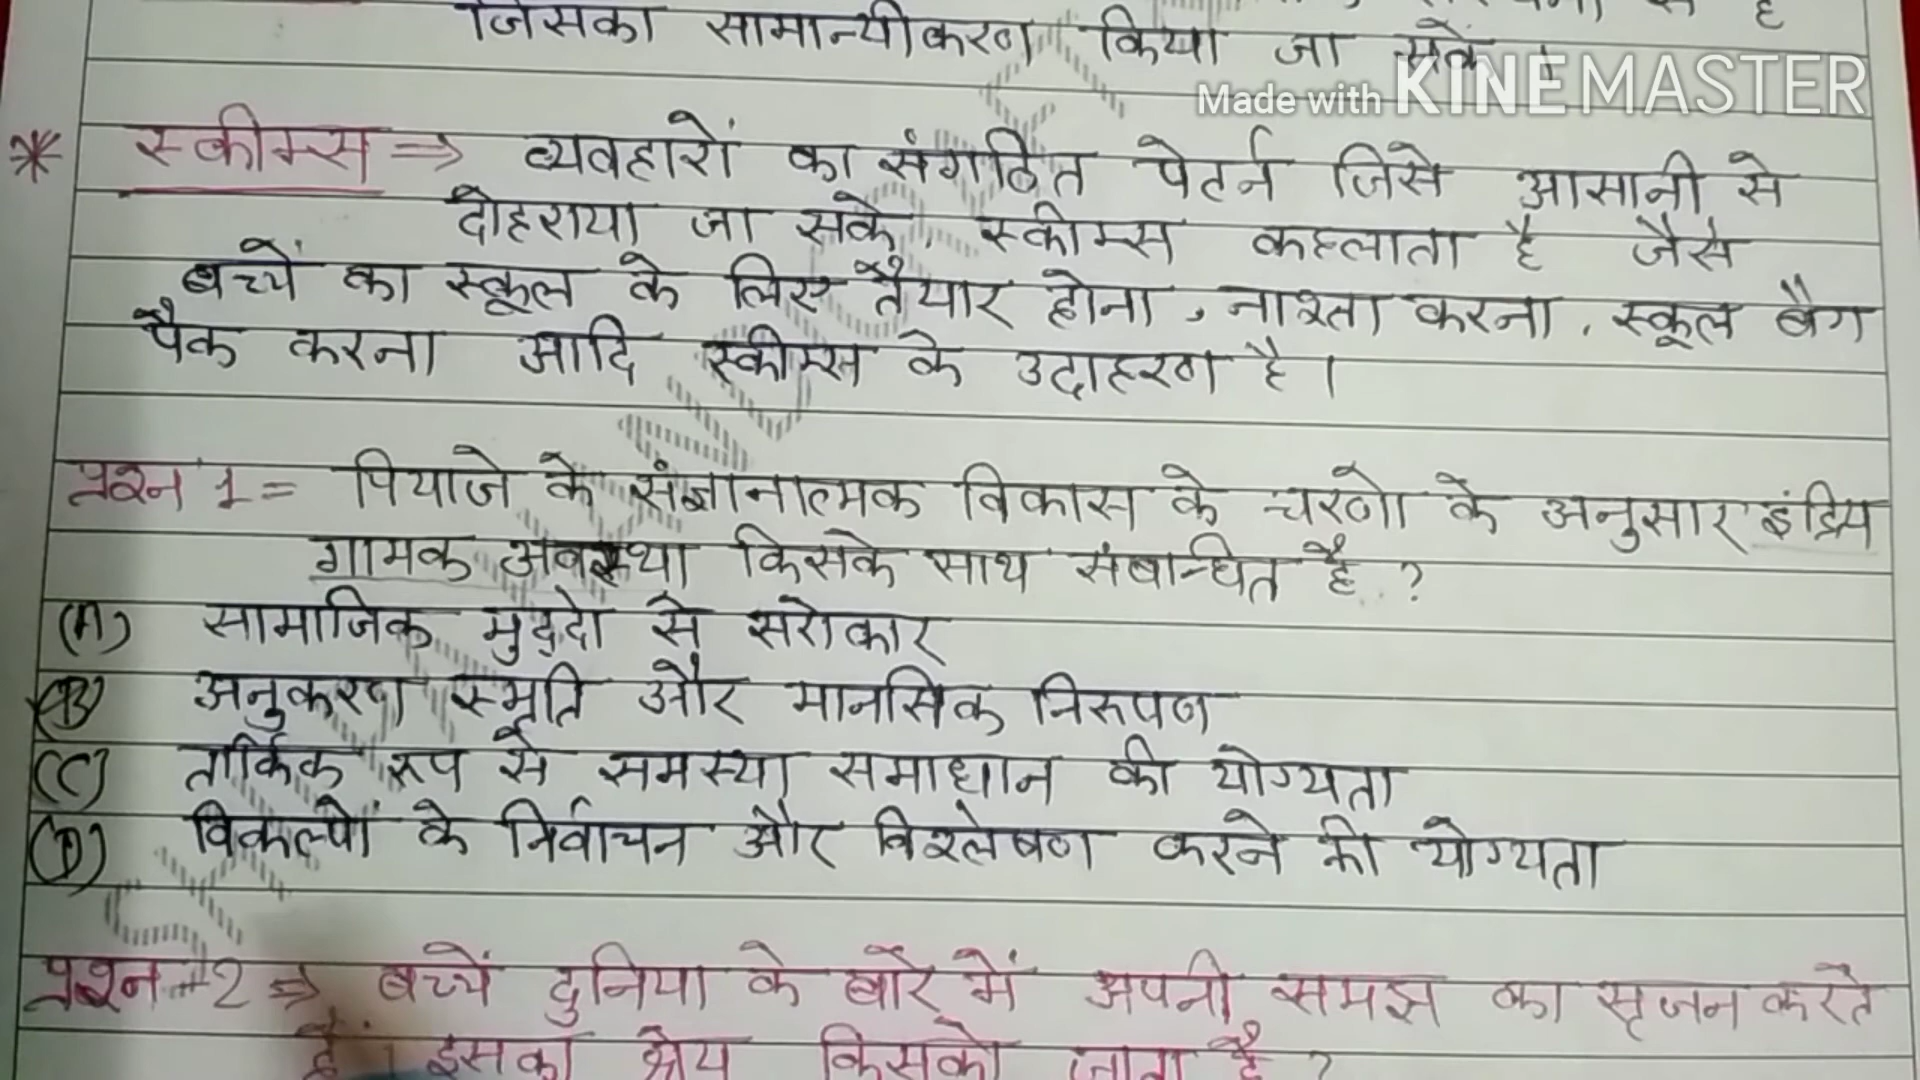 जिसका सामान्यीकरण किया जा सके।
Made with KINEMASTER
* स्कीम्स => व्यवहारों का संगठित पेटर्न जिसे आसानी से
दोहराया जा सके, स्कीम्स कहलाता है जैसे
बच्चें का स्कूल के लिए तैयार होना, नाश्ता करना, स्कूल बैग
पैक करना आदि स्कीम्स के उदाहरण है।
प्रश्न 1 = पियाजे के संज्ञानात्मक विकास के चरणो के अनुसार इंद्रिय
गामक अवस्था किसके साथ संबान्धित है ?
(A) सामाजिक मुद्दो से सरोकार
(B) अनुकरण स्मृति और मानसिक निरुपण
(C) तार्किक रूप से समस्या समाधान की योग्यता
(D) विकल्पों के निर्वाचन और विश्लेषण करने की योग्यता
प्रश्न 2 => बच्चें दुनिया के बारे में अपनी समझ का सृजन करते
हैं। इसका श्रेय किसको जाता है ?